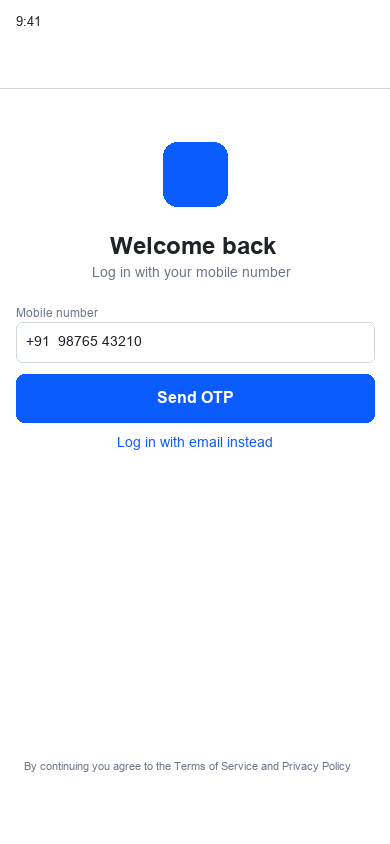 9:41
Welcome back
Log in with your mobile number
Mobile number
+91  98765 43210
Send OTP
Log in with email instead
By continuing you agree to the Terms of Service and Privacy Policy